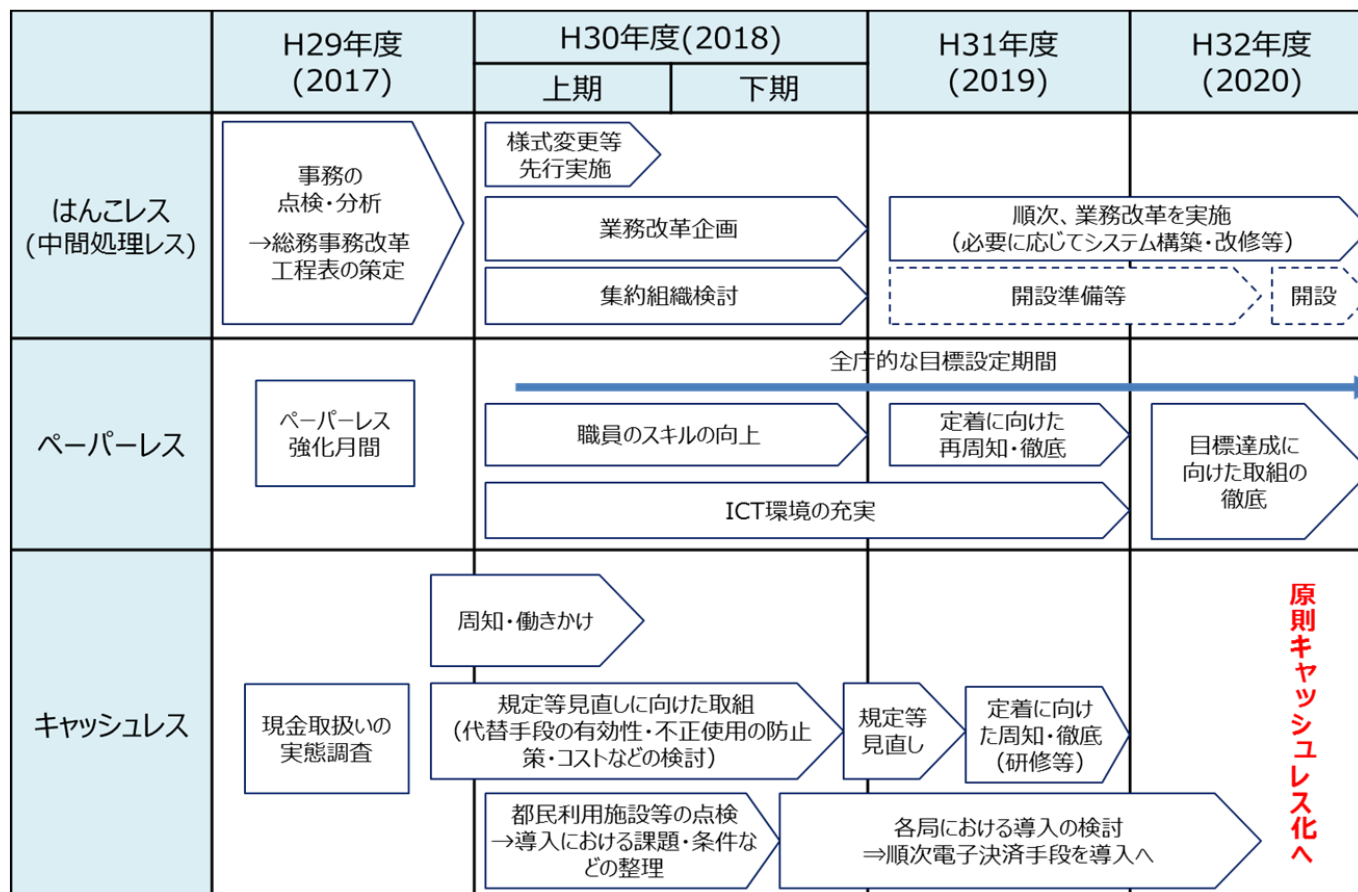 H29年度
(2017)
H30年度(2018)
上期
下期
H31年度
(2019)
H32年度
(2020)
はんこレス
(中間処理レス)
事務の
点検・分析
→総務事務改革
工程表の策定
様式変更等
先行実施
業務改革企画
集約組織検討
順次、業務改革を実施
(必要に応じてシステム構築・改修等)
開設準備等
開設
ペーパーレス
ペーパーレス
強化月間
全庁的な目標設定期間
職員のスキルの向上
定着に向けた
再周知・徹底
ICT環境の充実
目標達成に
向けた取組の
徹底
キャッシュレス
現金取扱いの
実態調査
周知・働きかけ
規定等見直しに向けた取組
(代替手段の有効性・不正使用の防止
策・コストなどの検討)
規定等
見直し
定着に向け
た周知・徹底
(研修等)
都民利用施設等の点検
→導入における課題・条件な
どの整理
各局における導入の検討
⇒順次電子決済手段を導入へ
原則キャッシュレス化へ